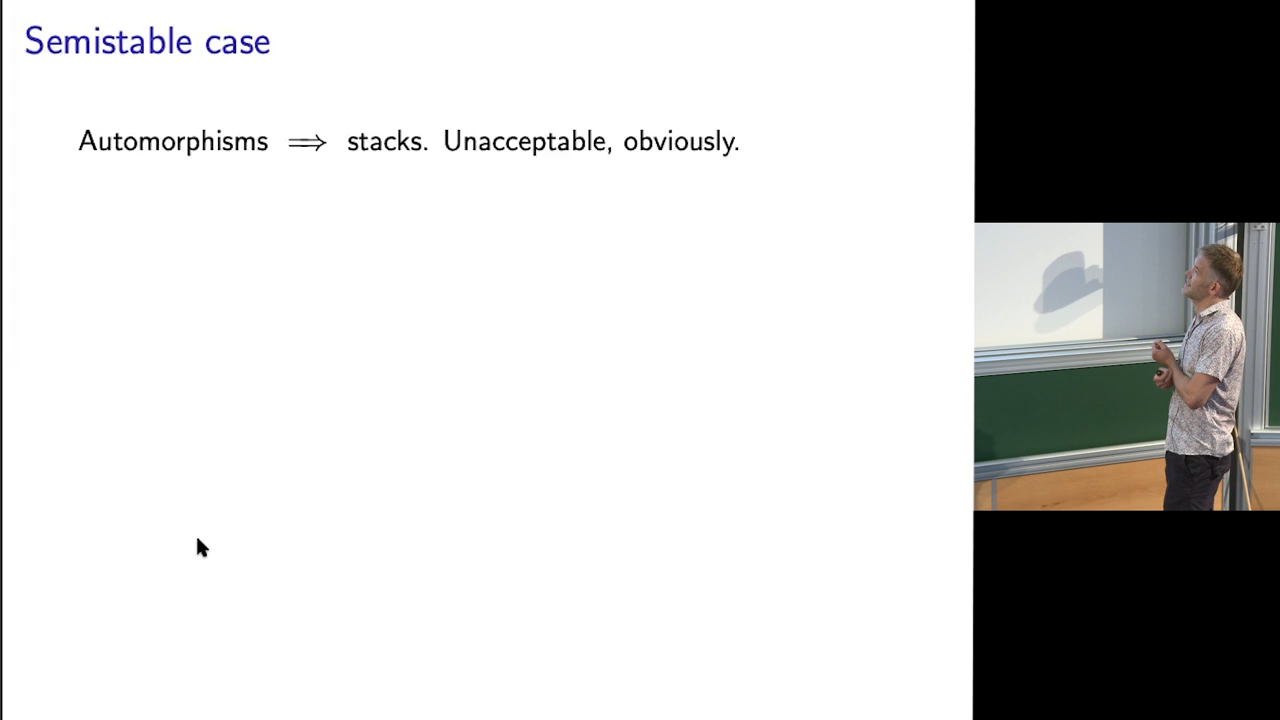 Semistable case
Automorphisms ⟹ stacks. Unacceptable, obviously.